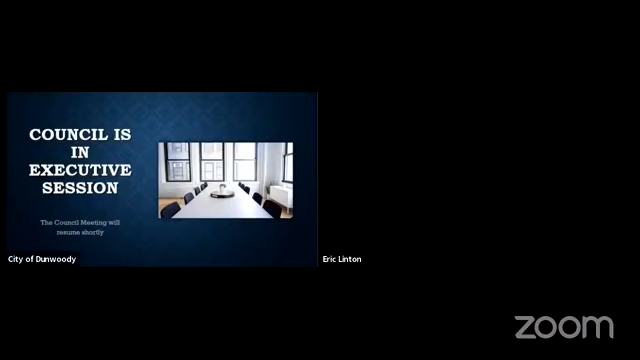 COUNCIL IS
IN
EXECUTIVE
SESSION
The Council Meeting will
resume shortly
City of Dunwoody
Eric Linton
zoom